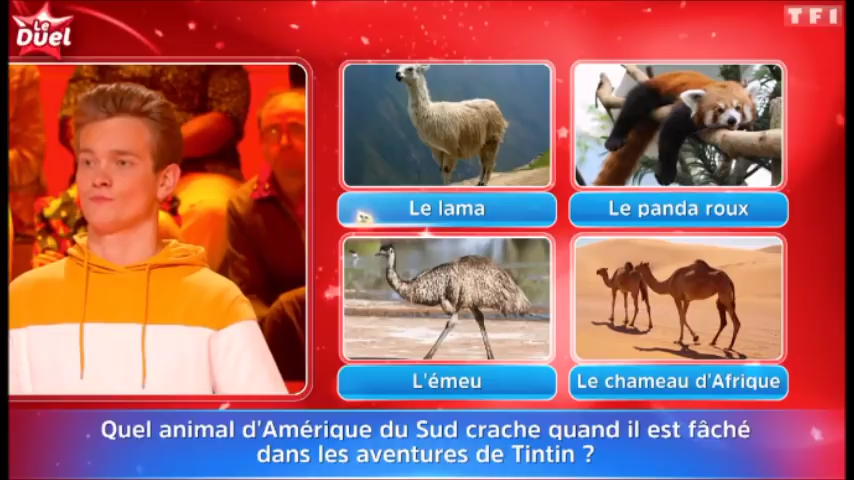 Le
DUEL
TF1
Le lama
Le panda roux
L'émeu
Le chameau d'Afrique
Quel animal d'Amérique du Sud crache quand il est fâché
dans les aventures de Tintin ?